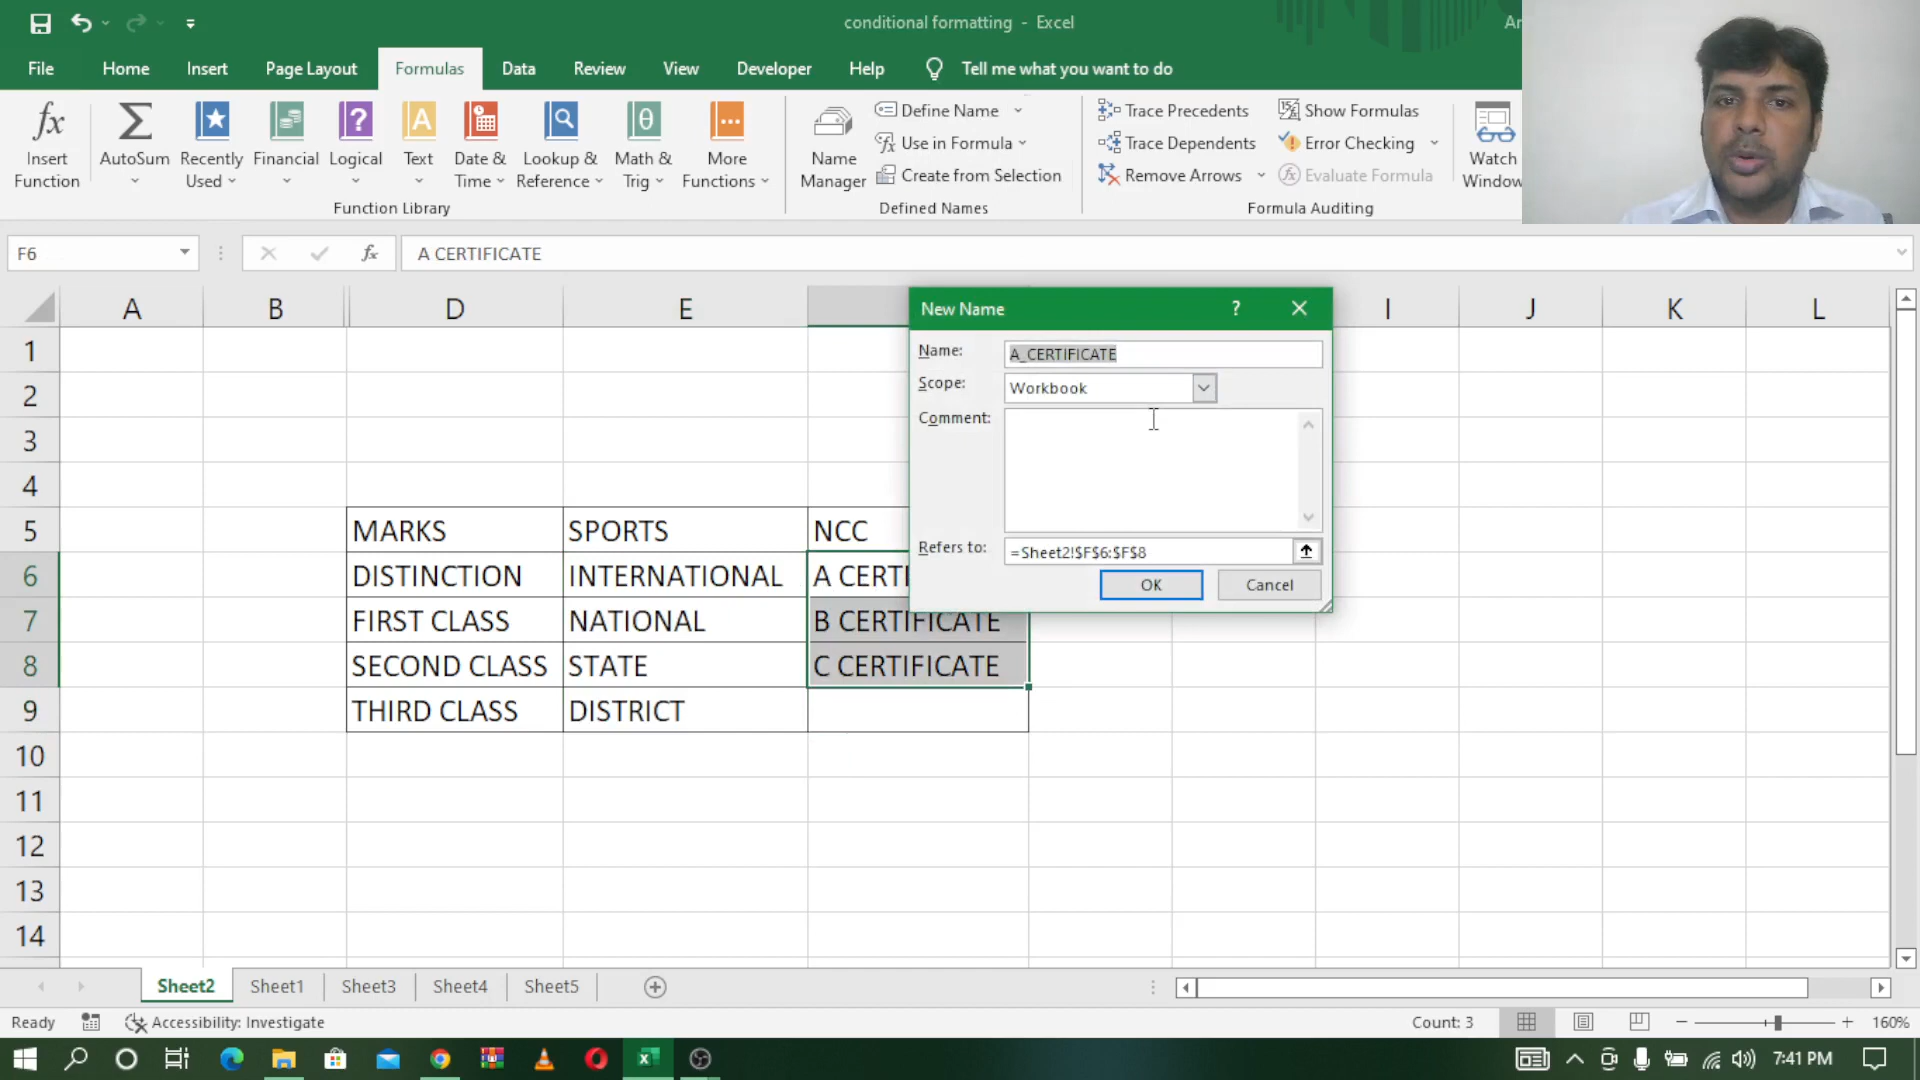 conditional formatting - Excel
File Home Insert Page Layout Formulas Data Review View Developer Help Tell me what you want to do
fx Σ ? A θ
Insert Function
AutoSum
Recently Used
Financial
Logical
Text
Date & Time
Lookup & Reference
Math & Trig
More Functions
Function Library
Name Manager
Define Name
Use in Formula
Create from Selection
Defined Names
Trace Precedents
Trace Dependents
Remove Arrows
Show Formulas
Error Checking
Evaluate Formula
Formula Auditing
Watch Window
F6 fx A CERTIFICATE
A B D E I J K L
New Name ? ×
Name: A_CERTIFICATE
Scope: Workbook
Comment:
Refers to: =Sheet2!$F$6:$F$8
OK Cancel
1
2
3
4
5 MARKS SPORTS NCC
6 DISTINCTION INTERNATIONAL A CERTI
7 FIRST CLASS NATIONAL B CERTIFICATE
8 SECOND CLASS STATE C CERTIFICATE
9 THIRD CLASS DISTRICT
10
11
12
13
14
Sheet2 Sheet1 Sheet3 Sheet4 Sheet5
Ready Accessibility: Investigate Count: 3 160%
7:41 PM